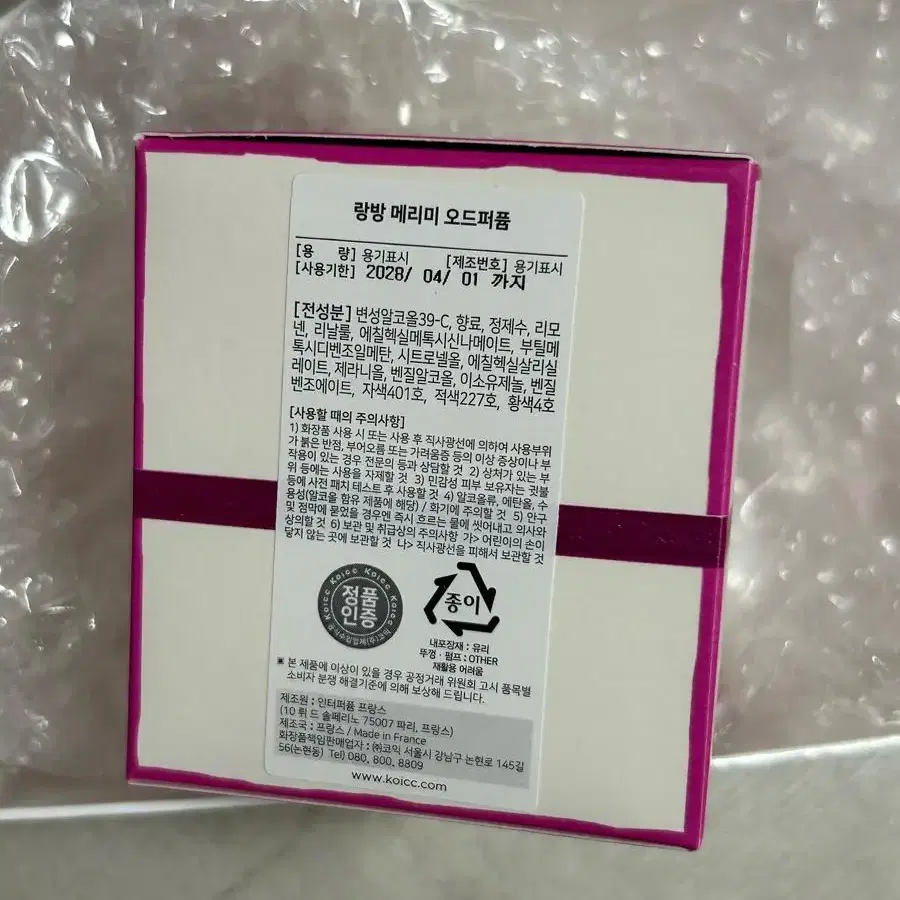 랑방 메리미 오드퍼퓸
[용 량] 용기표시 [제조번호] 용기표시
[사용기한] 2028/ 04/ 01 까지
[전성분] 변성알코올39-C, 향료, 정제수, 리모
넨, 리날룰, 에칠헥실메톡시신나메이트, 부틸메
톡시디벤조일메탄, 시트로넬올, 에칠헥실살리실
레이트, 제라니올, 벤질알코올, 이소유제놀, 벤질
벤조에이트, 자색401호, 적색227호, 황색4호
[사용할 때의 주의사항]
1) 화장품 사용 시 또는 사용 후 직사광선에 의하여 사용부위
가 붉은 반점, 부어오름 또는 가려움증 등의 이상 증상이나 부
작용이 있는 경우 전문의 등과 상담할 것 2) 상처가 있는 부
위 등에는 사용을 자제할 것 3) 민감성 피부 보유자는 귓불
등에 사전 패치 테스트 후 사용할 것 4) 알코올류, 에탄올, 수
용성(알코올 함유 제품에 해당) / 화기에 주의할 것 5) 안구
및 점막에 묻었을 경우엔 즉시 흐르는 물에 씻어내고 의사와
상의할 것 6) 보관 및 취급상의 주의사항 가> 어린이의 손이
닿지 않는 곳에 보관할 것 나> 직사광선을 피해서 보관할 것
Koicc Koicc Koicc Koicc
정품
인증
공식수입업체(주)코익
종이
내포장재 : 유리
뚜껑 · 펌프 : OTHER
재활용 어려움
▣ 본 제품에 이상이 있을 경우 공정거래 위원회 고시 품목별
소비자 분쟁 해결기준에 의해 보상해 드립니다.
제조원 : 인터퍼퓸 프랑스
(10 뤼 드 솔페리노 75007 파리, 프랑스)
제조국 : 프랑스 / Made in France
화장품책임판매업자 : ㈜코익 서울시 강남구 논현로 145길
56(논현동) Tel) 080. 800. 8809
www.koicc.com